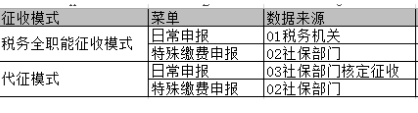 征收模式 菜单 数据来源
税务全职能征收模式 日常申报 01税务机关
特殊缴费申报 02社保部门
代征模式 日常申报 03社保部门核定征收
特殊缴费申报 02社保部门